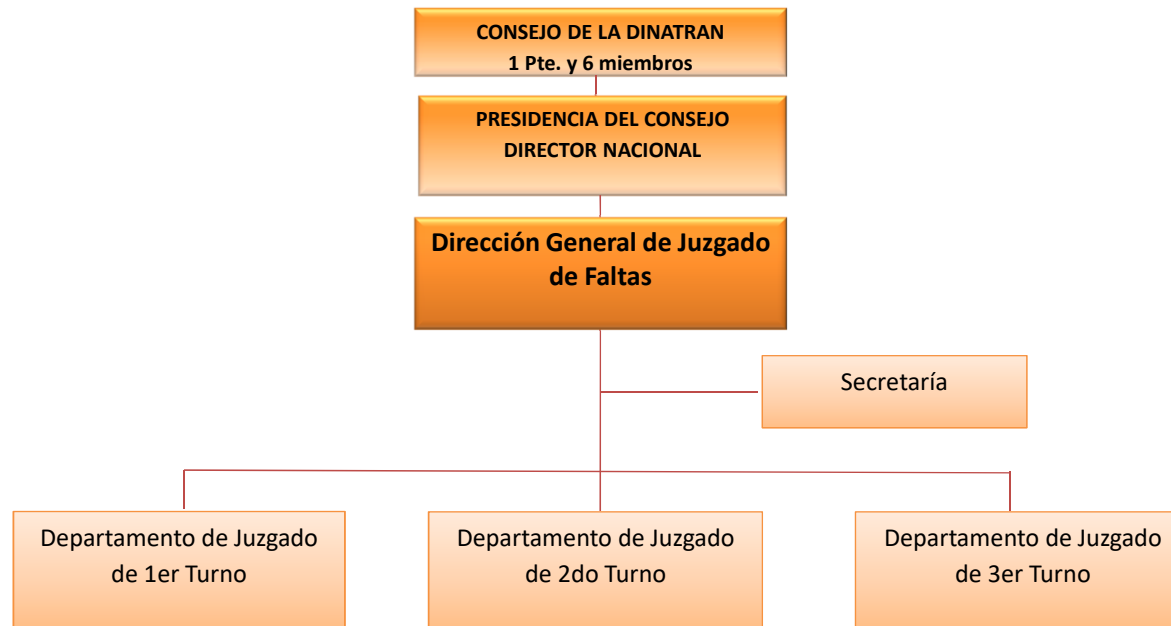 CONSEJO DE LA DINATRAN
1 Pte. y 6 miembros
PRESIDENCIA DEL CONSEJO
DIRECTOR NACIONAL
Dirección General de Juzgado
de Faltas
Secretaría
Departamento de Juzgado
de 1er Turno
Departamento de Juzgado
de 2do Turno
Departamento de Juzgado
de 3er Turno